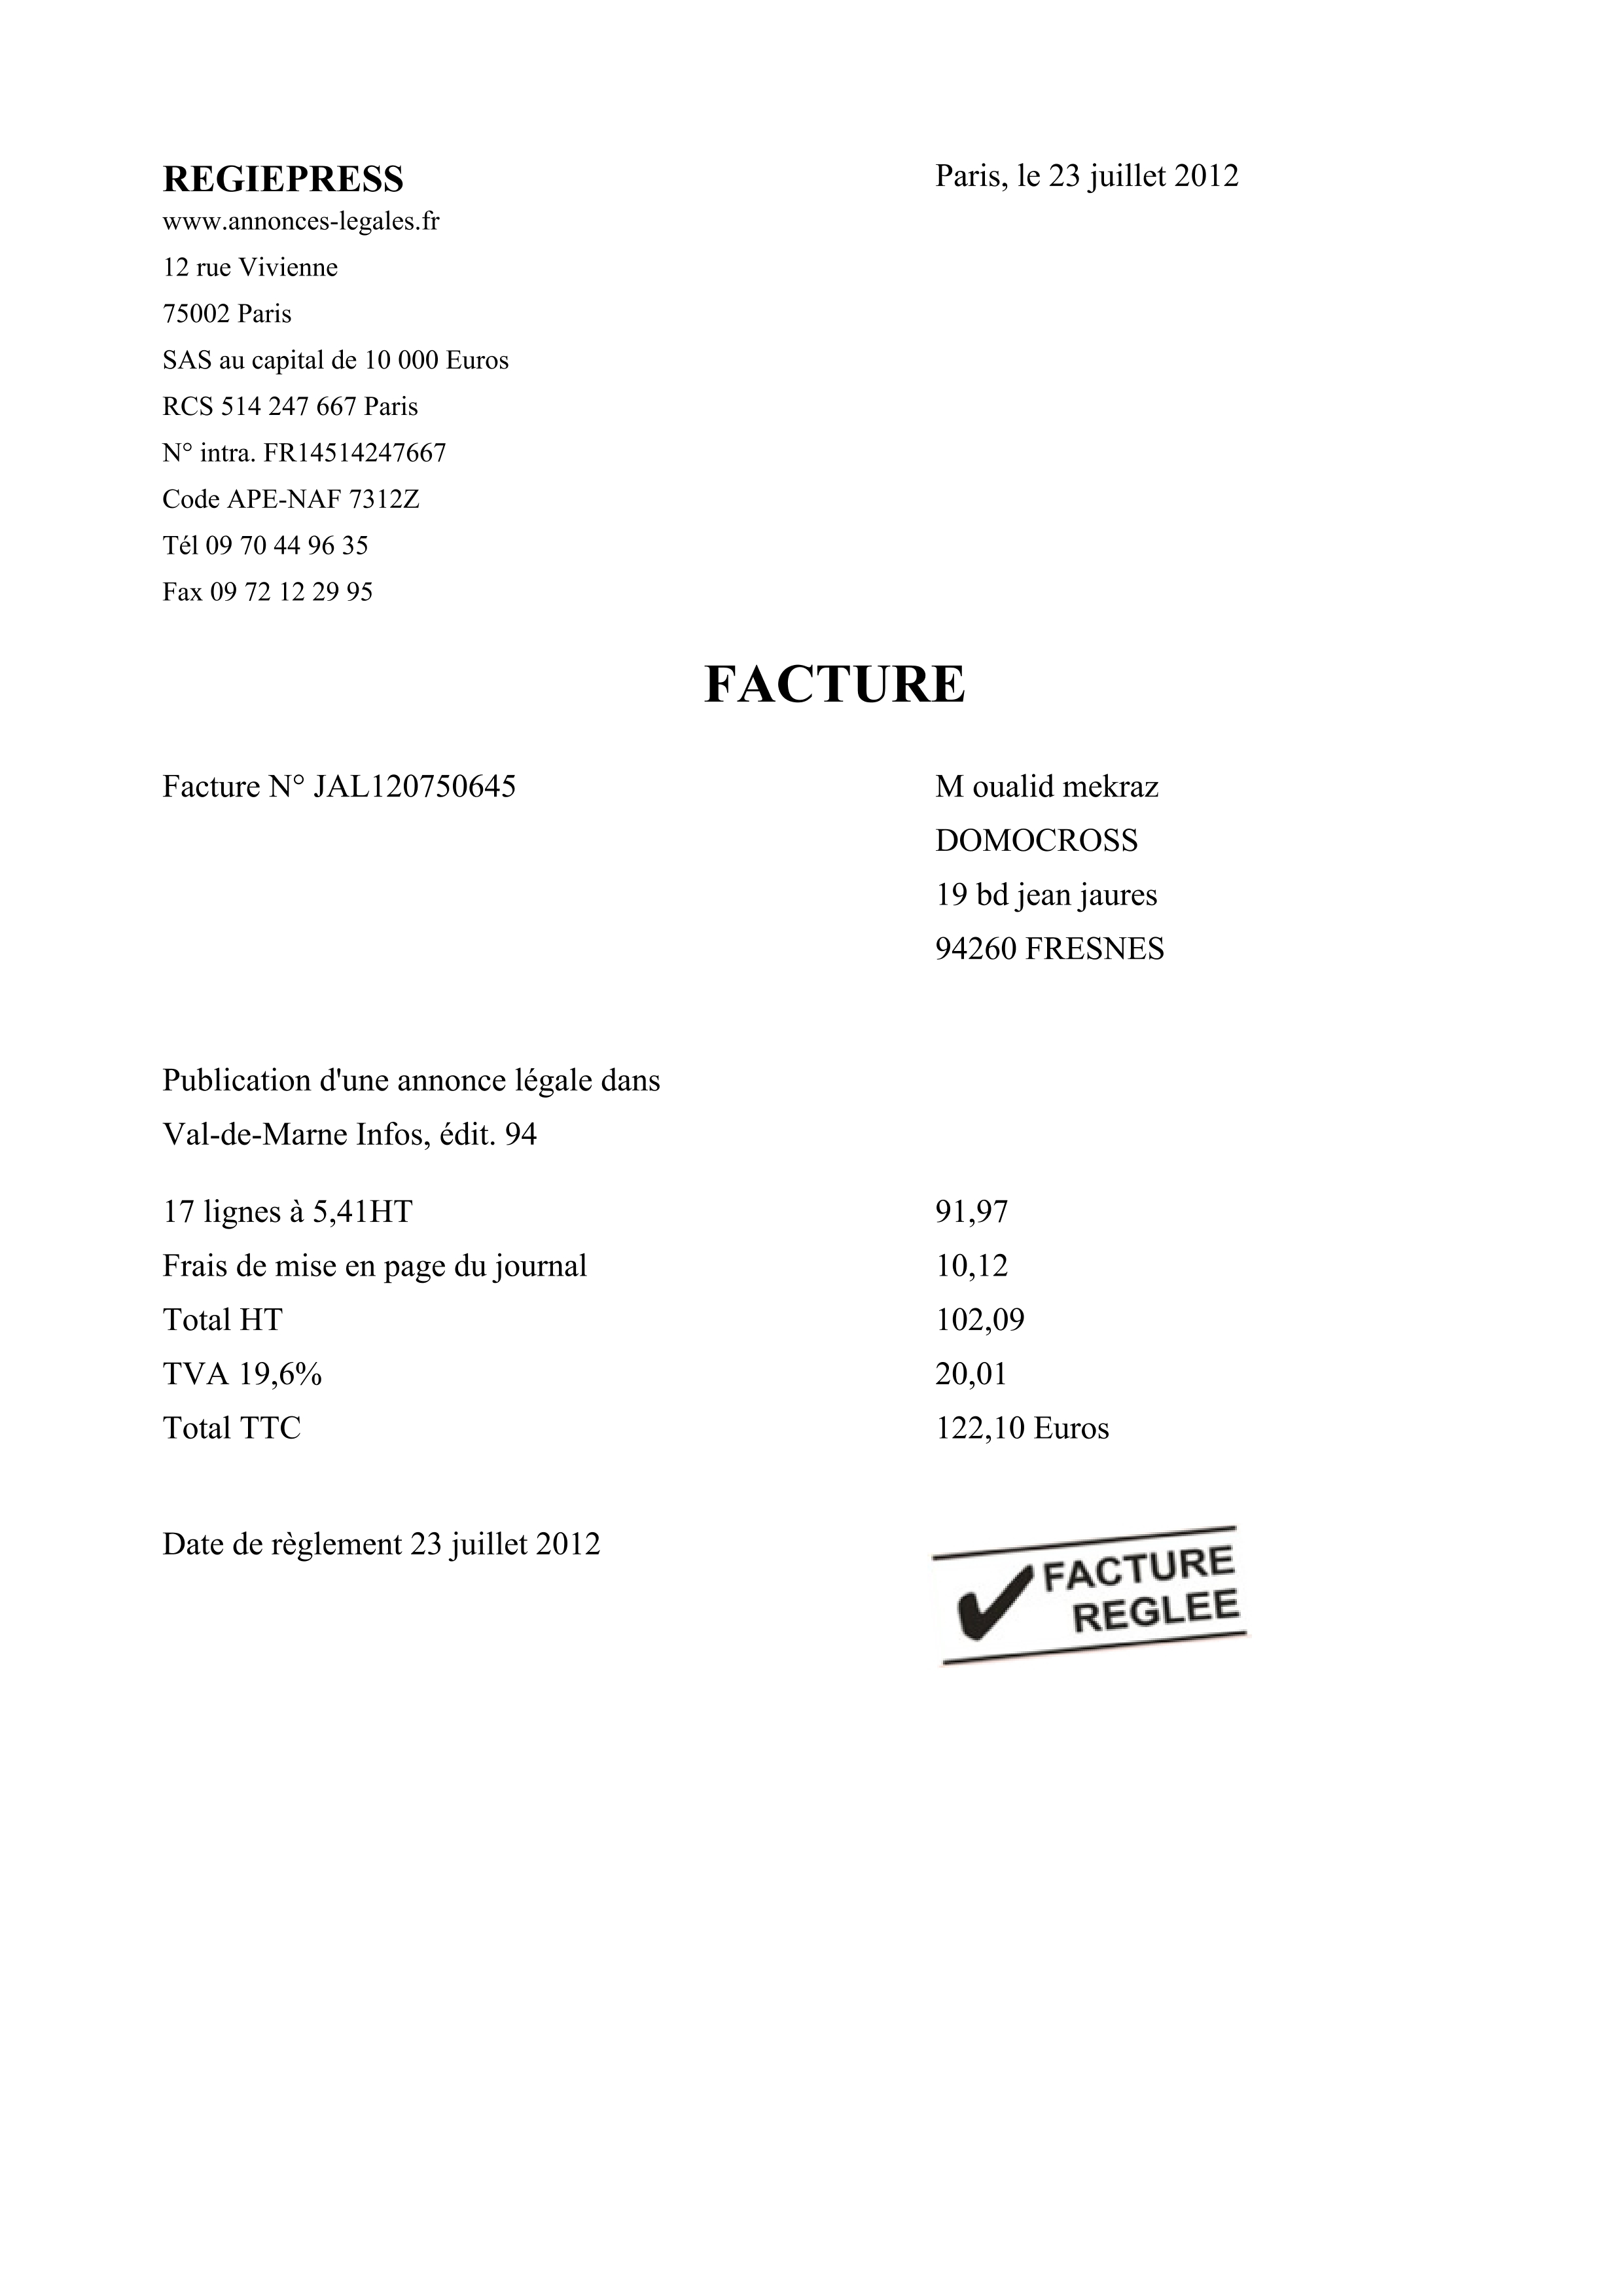 REGIEPRESS
Paris, le 23 juillet 2012
www.annonces-legales.fr
12 rue Vivienne
75002 Paris
SAS au capital de 10 000 Euros
RCS 514 247 667 Paris
N° intra. FR14514247667
Code APE-NAF 7312Z
Tél 09 70 44 96 35
Fax 09 72 12 29 95
FACTURE
Facture N° JAL120750645
M oualid mekraz
DOMOCROSS
19 bd jean jaures
94260 FRESNES
Publication d'une annonce légale dans
Val-de-Marne Infos, édit. 94
17 lignes à 5,41HT 91,97
Frais de mise en page du journal 10,12
Total HT 102,09
TVA 19,6% 20,01
Total TTC 122,10 Euros
Date de règlement 23 juillet 2012
FACTURE
REGLEE